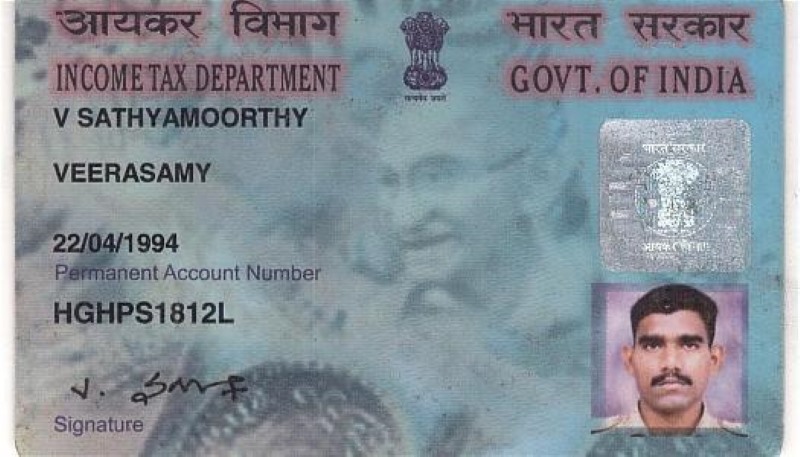 आयकर विभाग
INCOME TAX DEPARTMENT
भारत सरकार
GOVT. OF INDIA
सत्यमेव जयते
V SATHYAMOORTHY
VEERASAMY
22/04/1994
Permanent Account Number
HGHPS1812L
Signature
भारत सरकार
आयकर विभाग